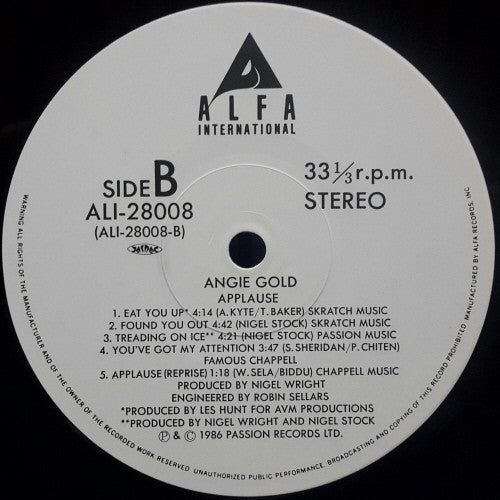 ALFA
INTERNATIONAL
SIDE B
ALI-28008
(ALI-28008-B)
33 1/3 r.p.m.
STEREO
ANGIE GOLD
APPLAUSE
1. EAT YOU UP* 4:14 (A. KYTE/T. BAKER) SKRATCH MUSIC
2. FOUND YOU OUT 4:42 (NIGEL STOCK) SKRATCH MUSIC
3. TREADING ON ICE** 4:21 (NIGEL STOCK) PASSION MUSIC
4. YOU'VE GOT MY ATTENTION 3:47 (S. SHERIDAN/P. CHITEN)
FAMOUS CHAPPELL
5. APPLAUSE (REPRISE) 1:18 (W. SELA/BIDDU) CHAPPELL MUSIC
PRODUCED BY NIGEL WRIGHT
ENGINEERED BY ROBIN SELLARS
*PRODUCED BY LES HUNT FOR AVM PRODUCTIONS
**PRODUCED BY NIGEL WRIGHT AND NIGEL STOCK
Ⓟ & © 1986 PASSION RECORDS LTD.
WARNING: ALL RIGHTS OF THE MANUFACTURER AND OF THE OWNER OF THE RECORDED WORK RESERVED. UNAUTHORIZED PUBLIC PERFORMANCE, BROADCASTING AND COPYING OF THIS RECORD PROHIBITED. MANUFACTURED BY ALFA RECORDS, INC.